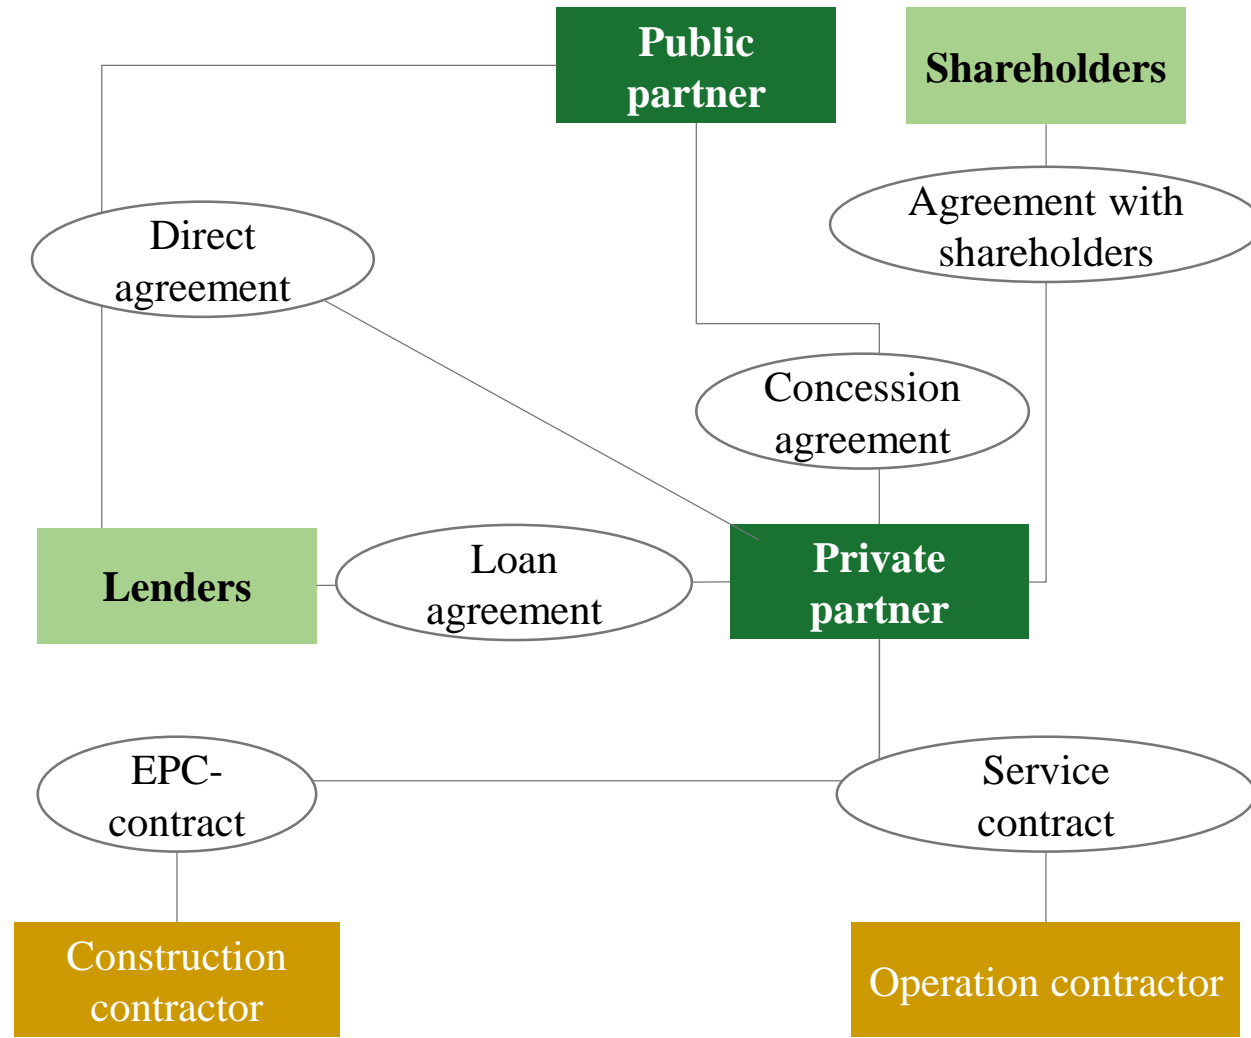 Public
partner
Shareholders
Agreement with
shareholders
Direct
agreement
Concession
agreement
Lenders
Loan
agreement
Private
partner
EPC-
contract
Service
contract
Construction
contractor
Operation contractor